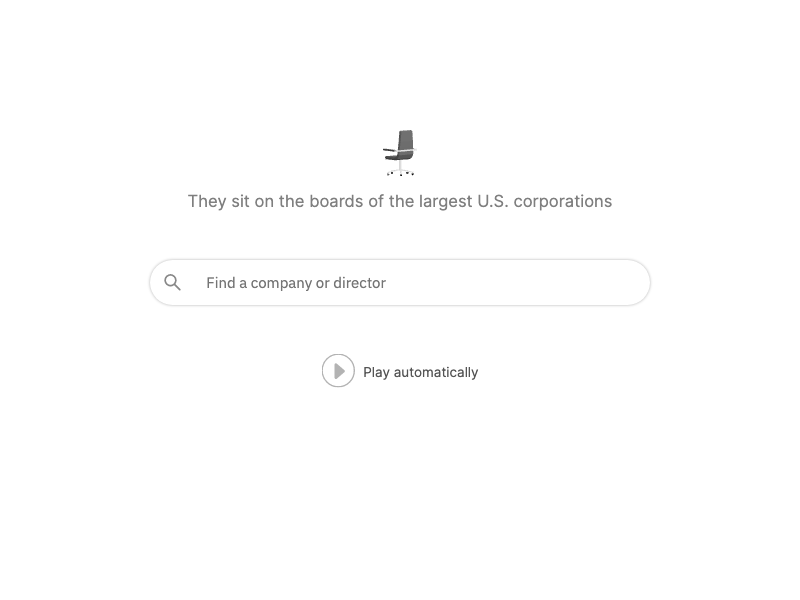 They sit on the boards of the largest U.S. corporations
Find a company or director
Play automatically